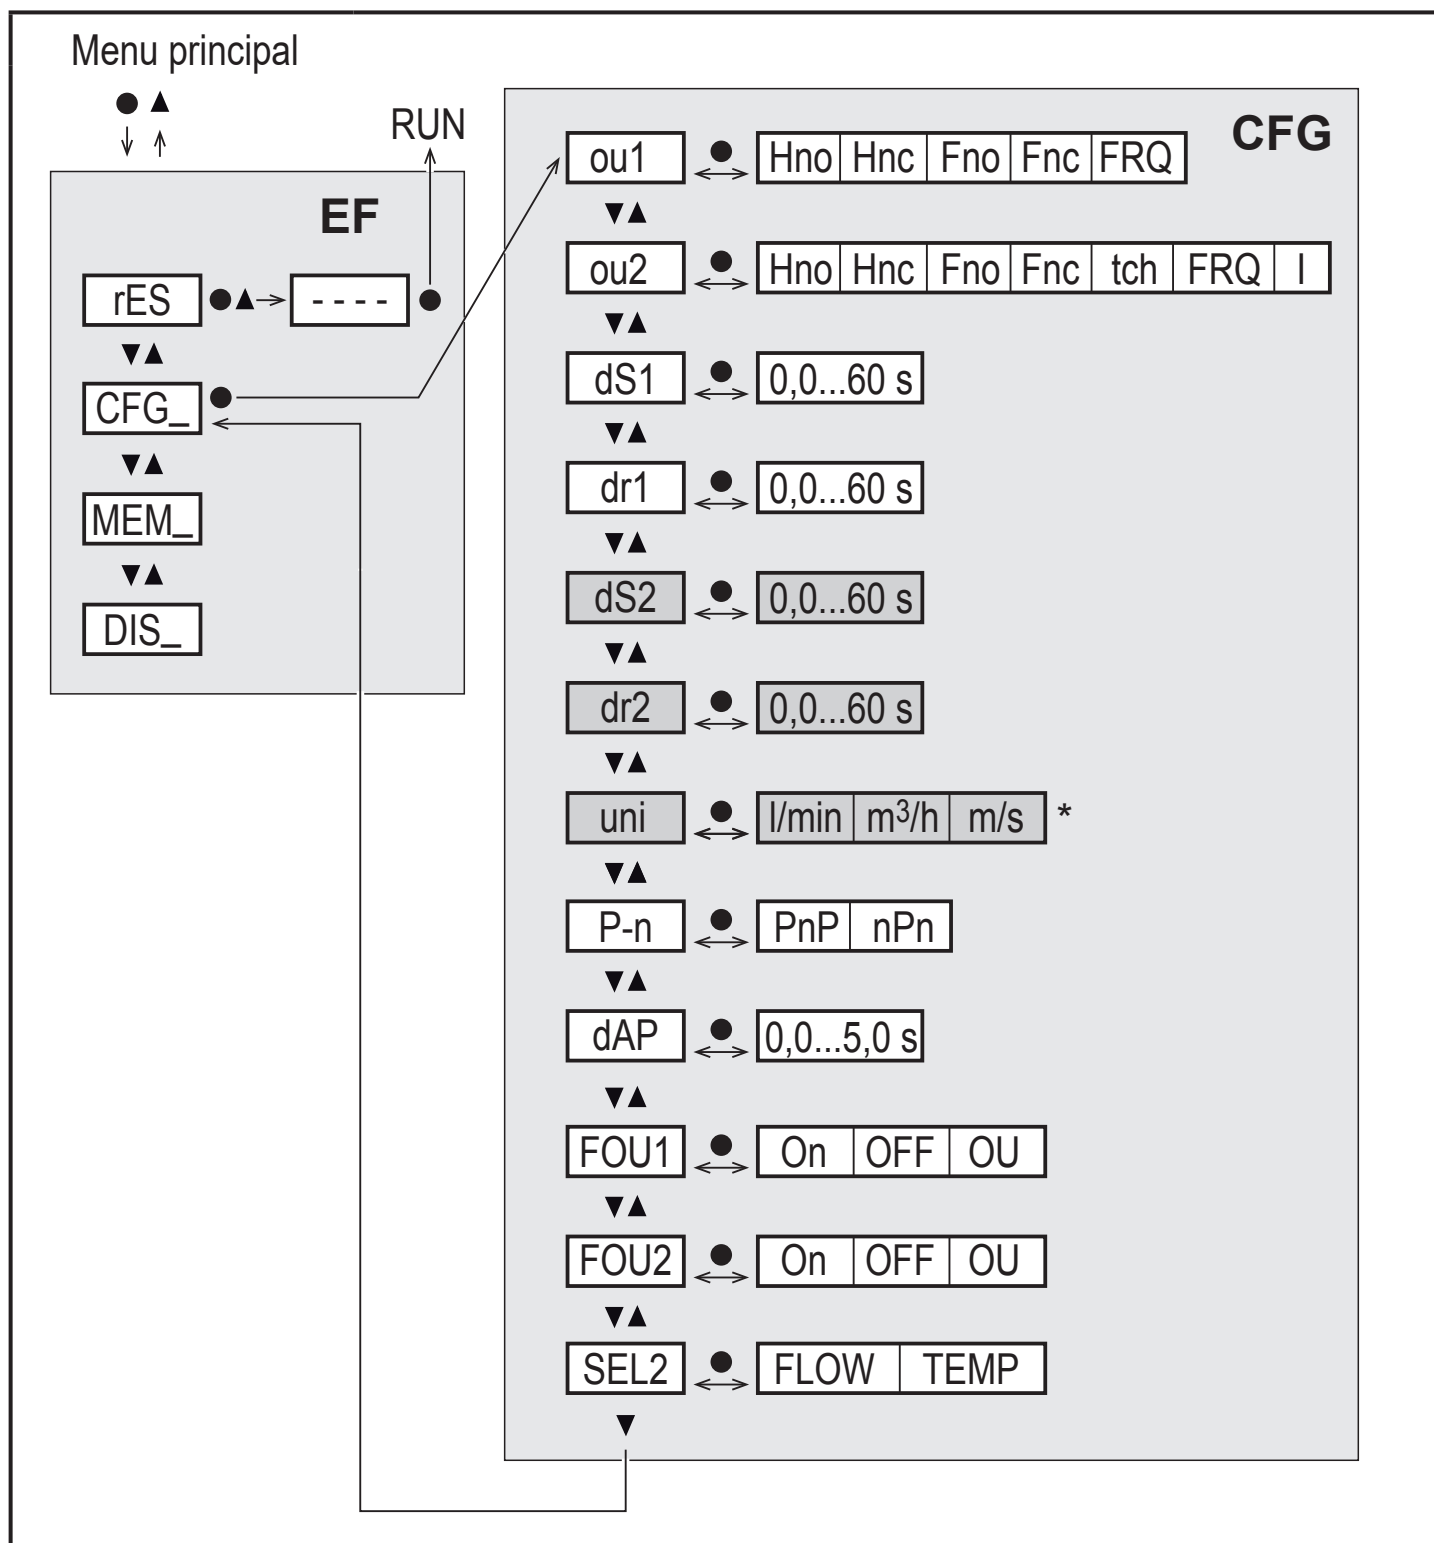 Menu principal
RUN
EF
rES
- - - -
CFG_
MEM_
DIS_
CFG
ou1 Hno Hnc Fno Fnc FRQ
ou2 Hno Hnc Fno Fnc tch FRQ I
dS1 0,0...60 s
dr1 0,0...60 s
dS2 0,0...60 s
dr2 0,0...60 s
uni l/min m³/h m/s *
P-n PnP nPn
dAP 0,0...5,0 s
FOU1 On OFF OU
FOU2 On OFF OU
SEL2 FLOW TEMP